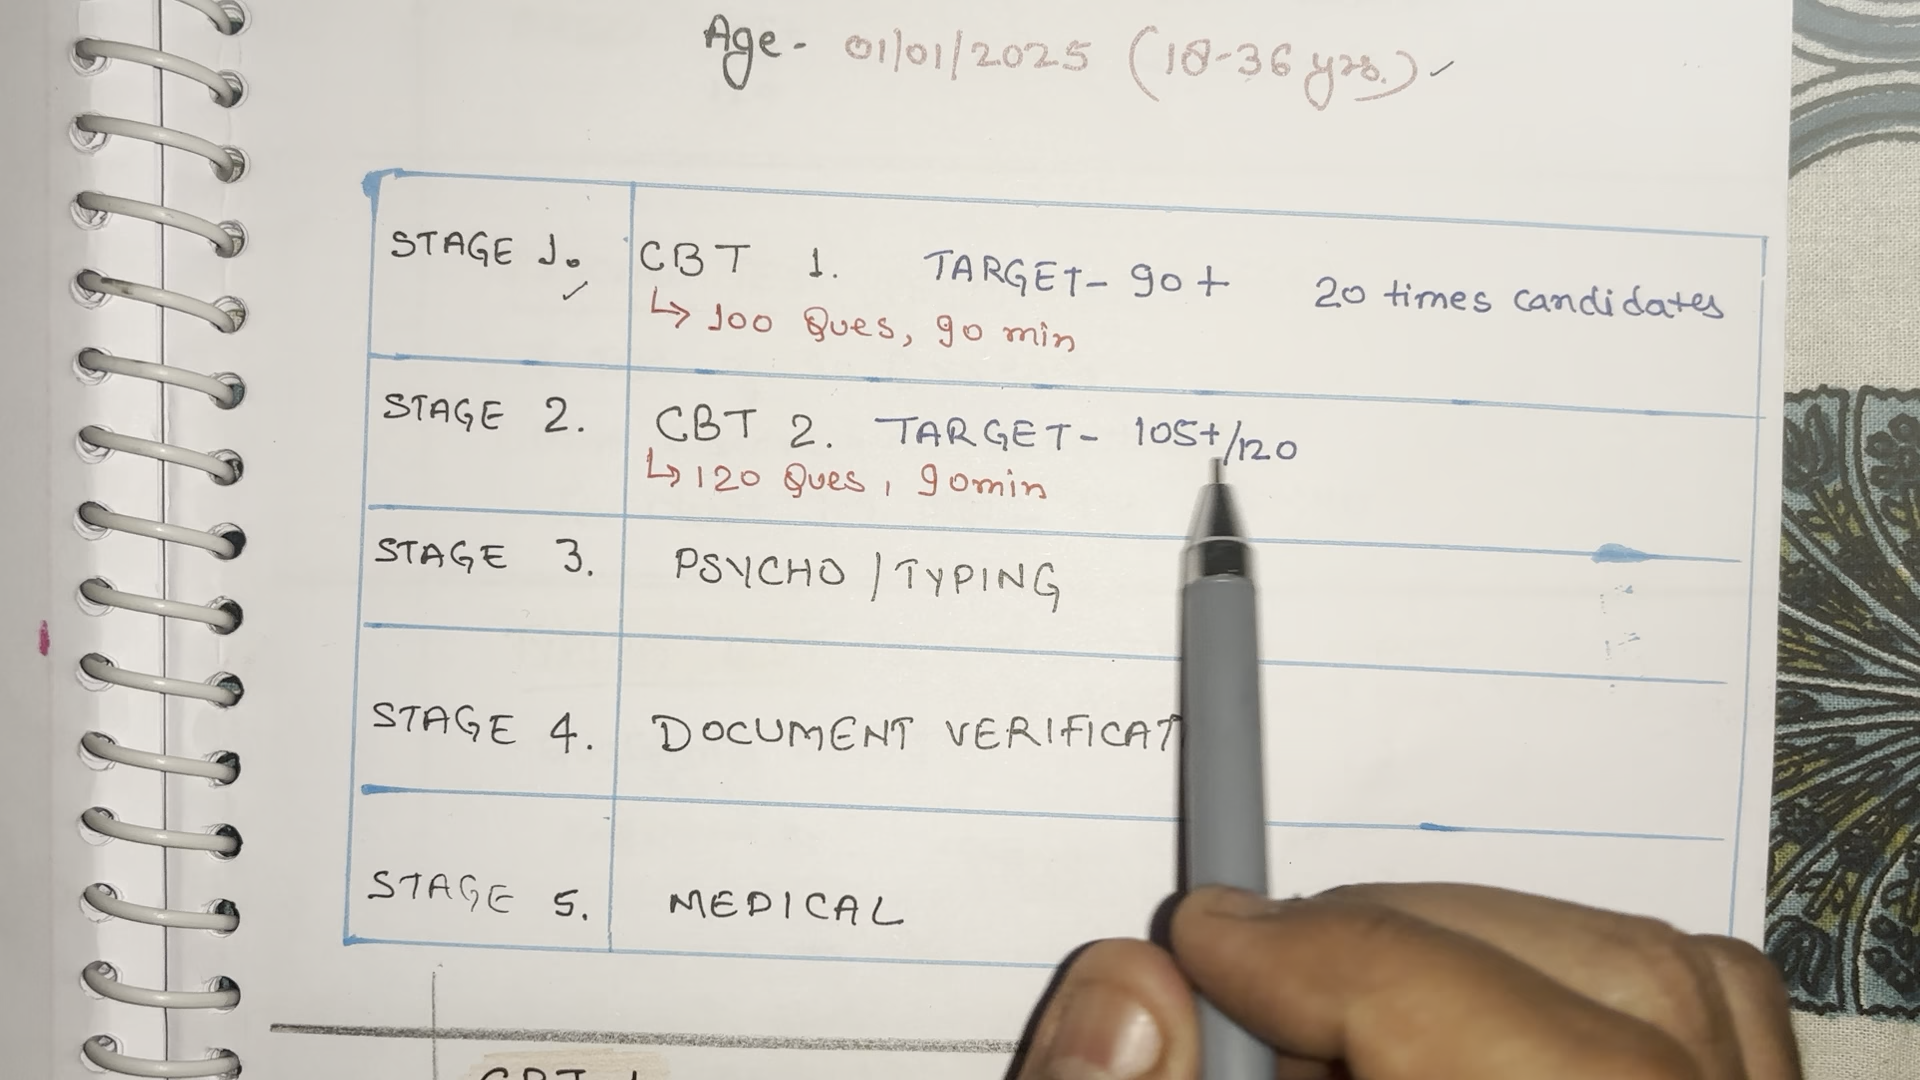 Age - 01/01/2025 (18-36 yrs.) ✓
STAGE 1. ✓ CBT 1. TARGET- 90+ 20 times candidates
↳ 100 Ques, 90 min
STAGE 2. CBT 2. TARGET- 105+/120
↳ 120 Ques, 90min
STAGE 3. PSYCHO / TYPING
STAGE 4. DOCUMENT VERIFICAT
STAGE 5. MEDICAL